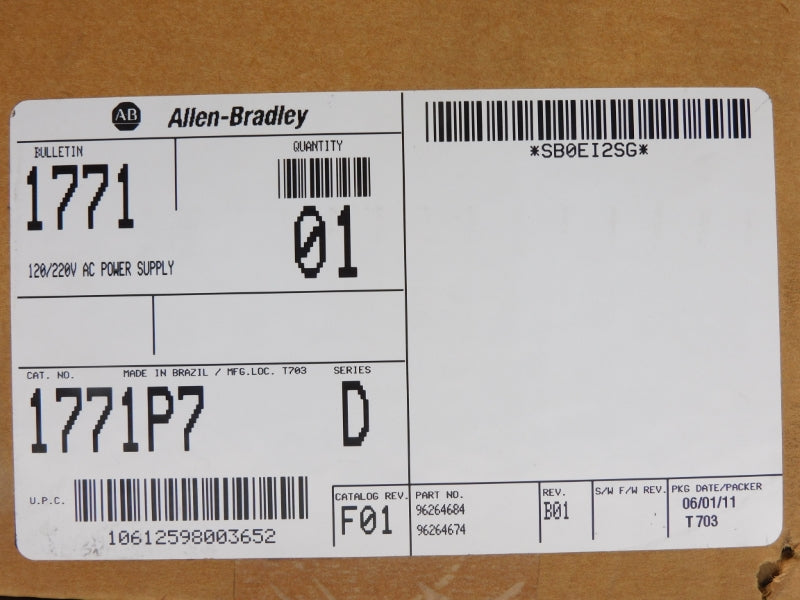 AB Allen-Bradley
*SB0EI2SG*
BULLETIN
1771
QUANTITY
01
120/220V AC POWER SUPPLY
CAT. NO. MADE IN BRAZIL / MFG.LOC. T703 SERIES
1771P7 D
U.P.C.
10612598003652
CATALOG REV.
F01
PART NO.
96264684
96264674
REV.
B01
S/W F/W REV.
PKG DATE/PACKER
06/01/11
T703